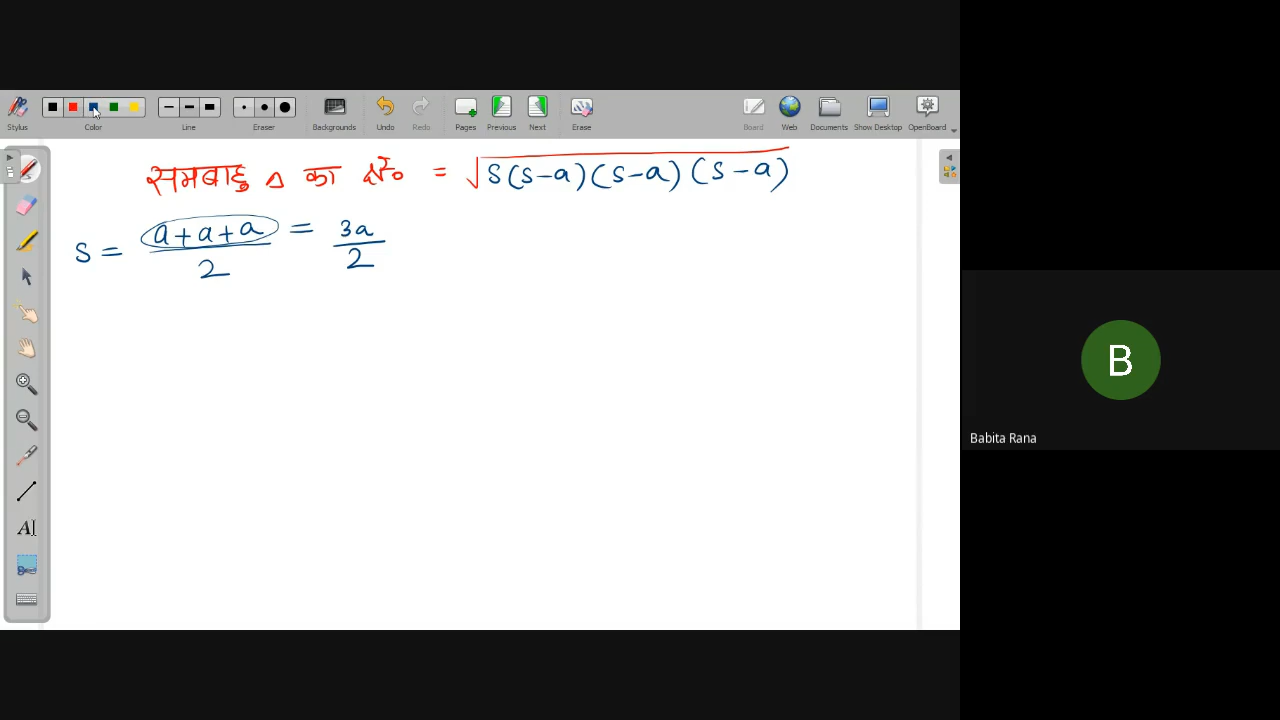 Stylus
Color
Line
Eraser
Backgrounds
Undo
Redo
Pages
Previous
Next
Erase
Board
Web
Documents
Show Desktop
OpenBoard
समबाहु Δ का क्षे० = √S(S-a)(S-a)(S-a)
S = a+a+a/2 = 3a/2
B
Babita Rana